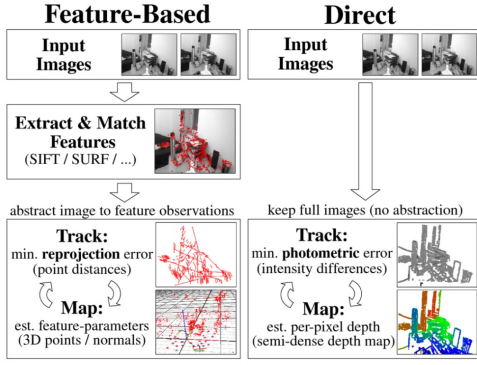 Feature-Based
Input
Images
Extract & Match
Features
(SIFT / SURF / ...)
abstract image to feature observations
Track:
min. reprojection error
(point distances)
Map:
est. feature-parameters
(3D points / normals)
Direct
Input
Images
keep full images (no abstraction)
Track:
min. photometric error
(intensity differences)
Map:
est. per-pixel depth
(semi-dense depth map)